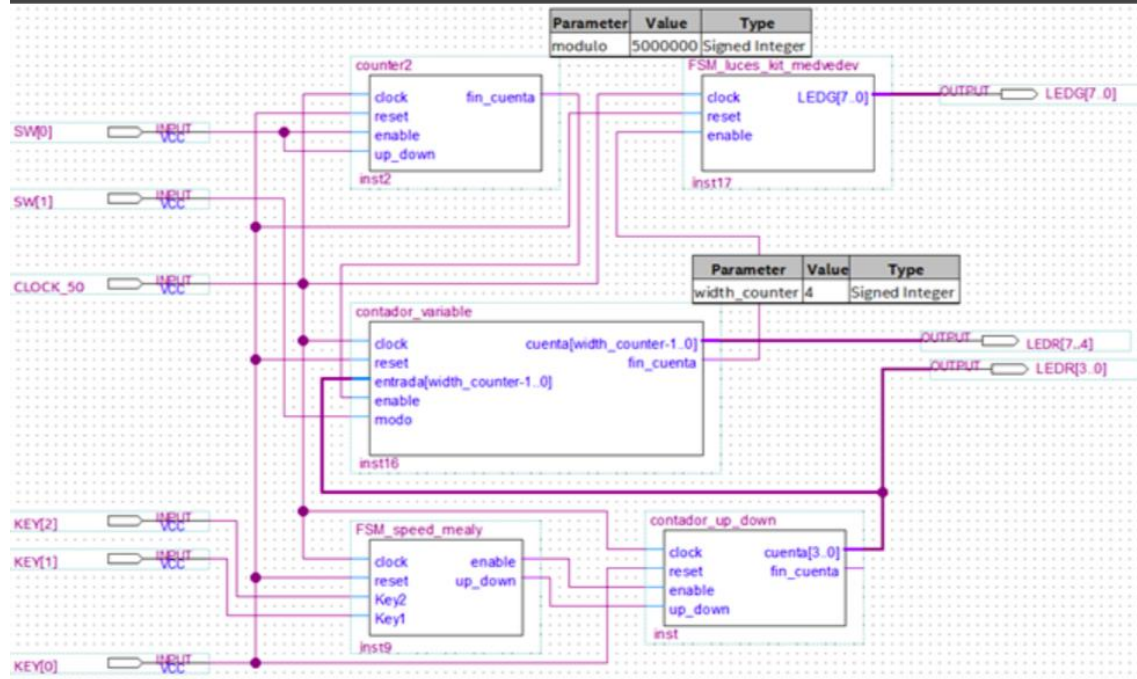 Parameter Value Type
modulo 5000000 Signed Integer
counter2
clock fin_cuenta
reset
enable
up_down
inst2
FSM_luces_kit_medvedev
clock LEDG[7..0]
reset
enable
inst17
OUTPUT LEDG[7..0]
SW[0] INPUT VCC
SW[1] INPUT VCC
CLOCK_50 INPUT VCC
Parameter Value Type
width_counter 4 Signed Integer
contador_variable
clock cuenta[width_counter-1..0]
reset fin_cuenta
entrada[width_counter-1..0]
enable
modo
inst16
OUTPUT LEDR[7..4]
OUTPUT LEDR[3..0]
KEY[2] INPUT VCC
KEY[1] INPUT VCC
FSM_speed_mealy
clock enable
reset up_down
Key2
Key1
inst9
contador_up_down
clock cuenta[3..0]
reset fin_cuenta
enable
up_down
inst
KEY[0] INPUT VCC